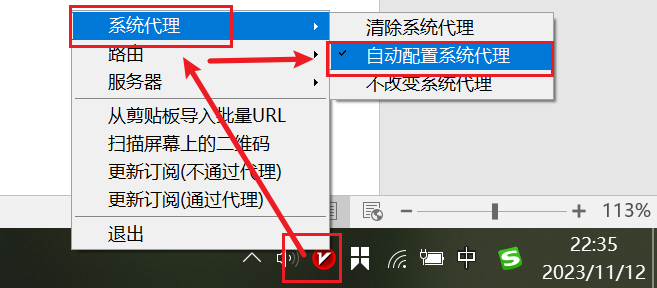 系统代理
路由
服务器
从剪贴板导入批量URL
扫描屏幕上的二维码
更新订阅(不通过代理)
更新订阅(通过代理)
退出
清除系统代理
自动配置系统代理
不改变系统代理
113%
中
S
22:35
2023/11/12